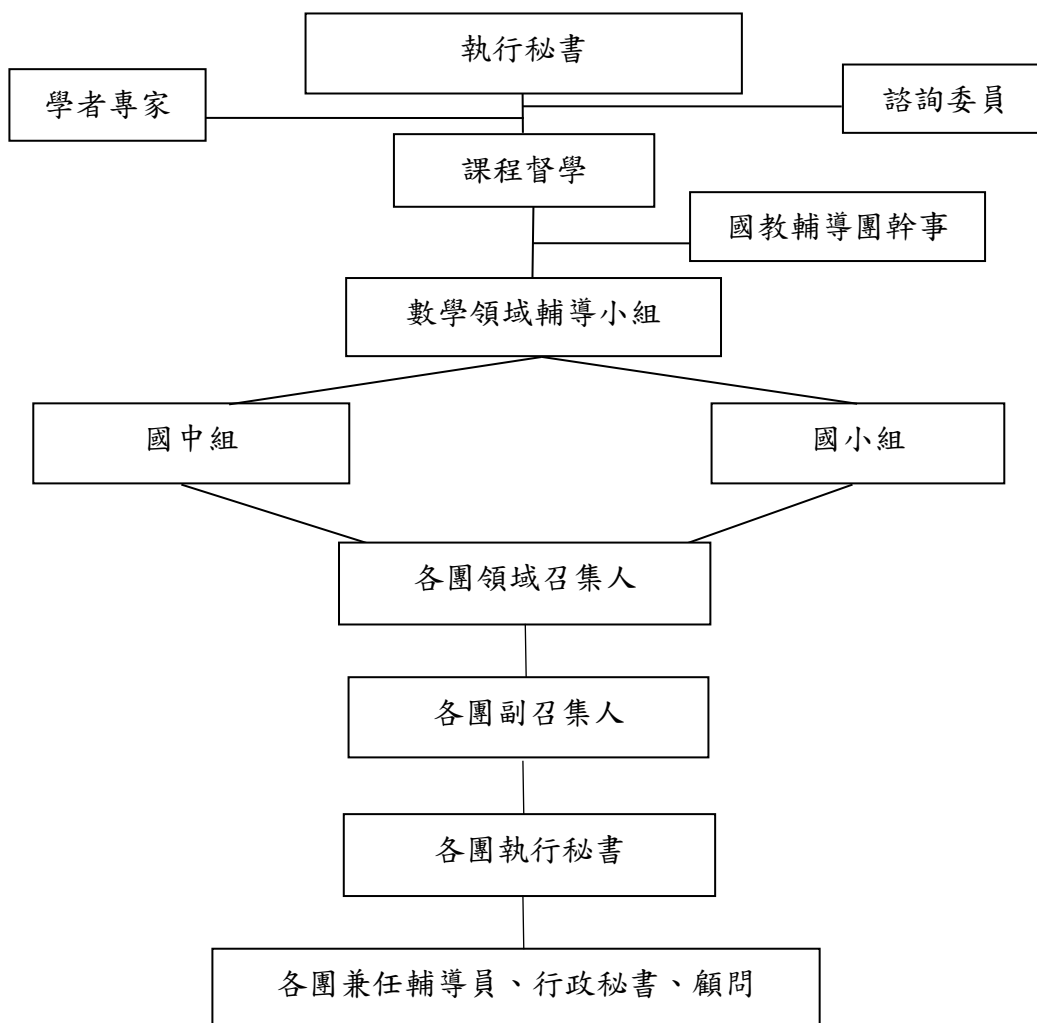 執行秘書
學者專家
諮詢委員
課程督學
國教輔導團幹事
數學領域輔導小組
國中組
國小組
各團領域召集人
各團副召集人
各團執行秘書
各團兼任輔導員、行政秘書、顧問